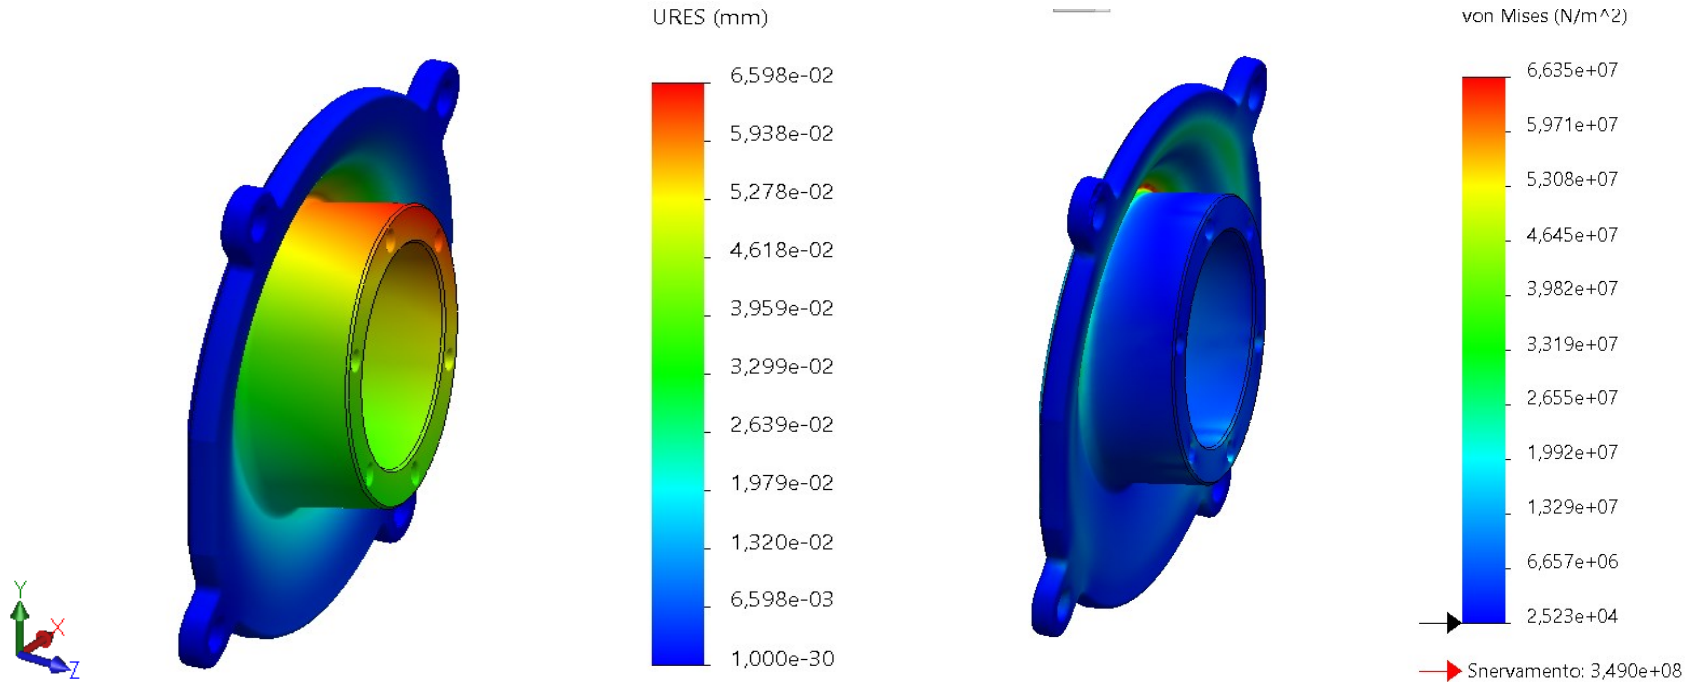 URES (mm)
6,598e-02
5,938e-02
5,278e-02
4,618e-02
3,959e-02
3,299e-02
2,639e-02
1,979e-02
1,320e-02
6,598e-03
1,000e-30
Y
X
Z
von Mises (N/m^2)
6,635e+07
5,971e+07
5,308e+07
4,645e+07
3,982e+07
3,319e+07
2,655e+07
1,992e+07
1,329e+07
6,657e+06
2,523e+04
Snervamento: 3,490e+08